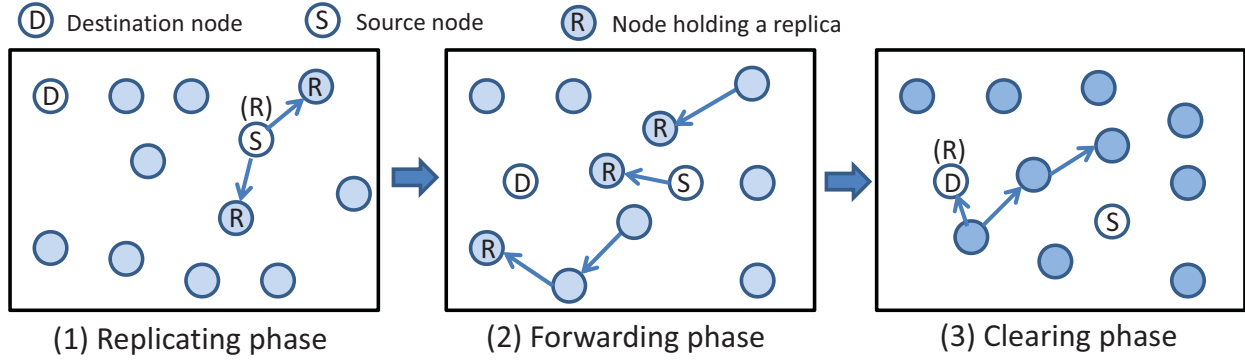 D Destination node S Source node R Node holding a replica
D R
(R)
S
R
R
R
D S
R
(R)
D
S
(1) Replicating phase (2) Forwarding phase (3) Clearing phase